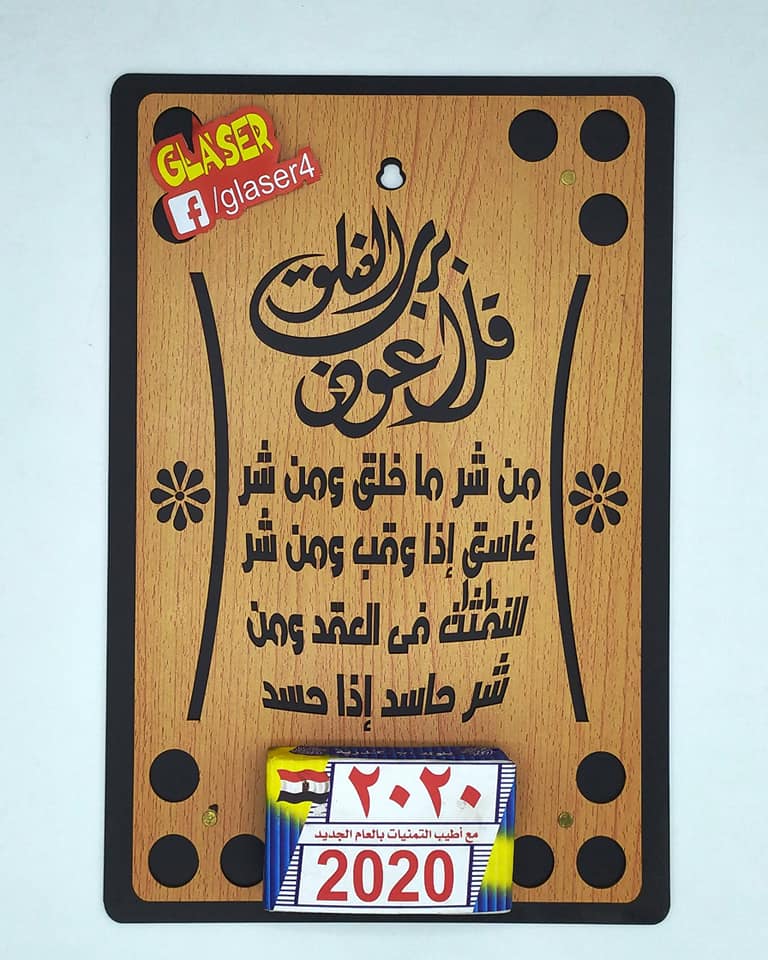 GLASER
f/glaser4
قل أعوذ
برب الفلق
من شر ما خلق ومن شر
غاسق إذا وقب ومن شر
النفثت فى العقد ومن
شر حاسد إذا حسد
٢٠٢٠
مع أطيب التمنيات بالعام الجديد
2020